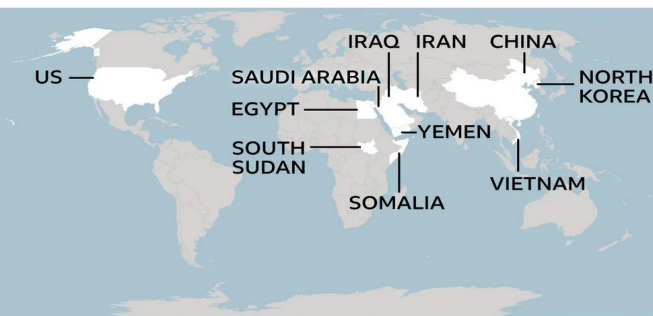 IRAQ
IRAN
CHINA
US
SAUDI ARABIA
NORTH
KOREA
EGYPT
YEMEN
SOUTH
SUDAN
VIETNAM
SOMALIA